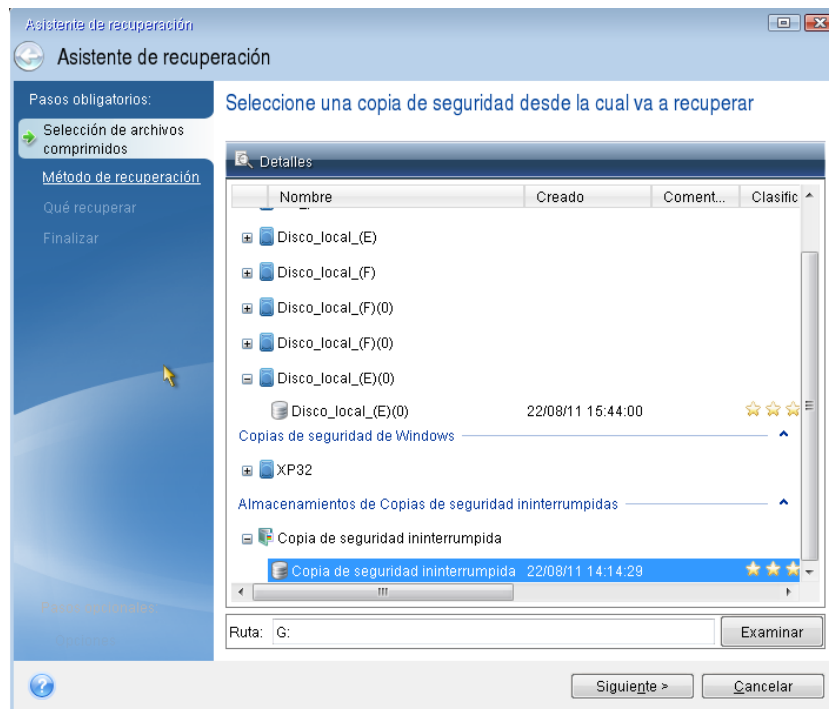 Asistente de recuperación
Asistente de recuperación
Pasos obligatorios:
Selección de archivos
comprimidos
Método de recuperación
Qué recuperar
Finalizar
Seleccione una copia de seguridad desde la cual va a recuperar
Detalles
Nombre Creado Coment... Clasific
Disco_local_(E)
Disco_local_(F)
Disco_local_(F)(0)
Disco_local_(F)(0)
Disco_local_(E)(0)
Disco_local_(E)(0) 22/08/11 15:44:00
Copias de seguridad de Windows
XP32
Almacenamientos de Copias de seguridad ininterrumpidas
Copia de seguridad ininterrumpida
Copia de seguridad ininterrumpida 22/08/11 14:14:29
Ruta: G: Examinar
Siguiente > Cancelar